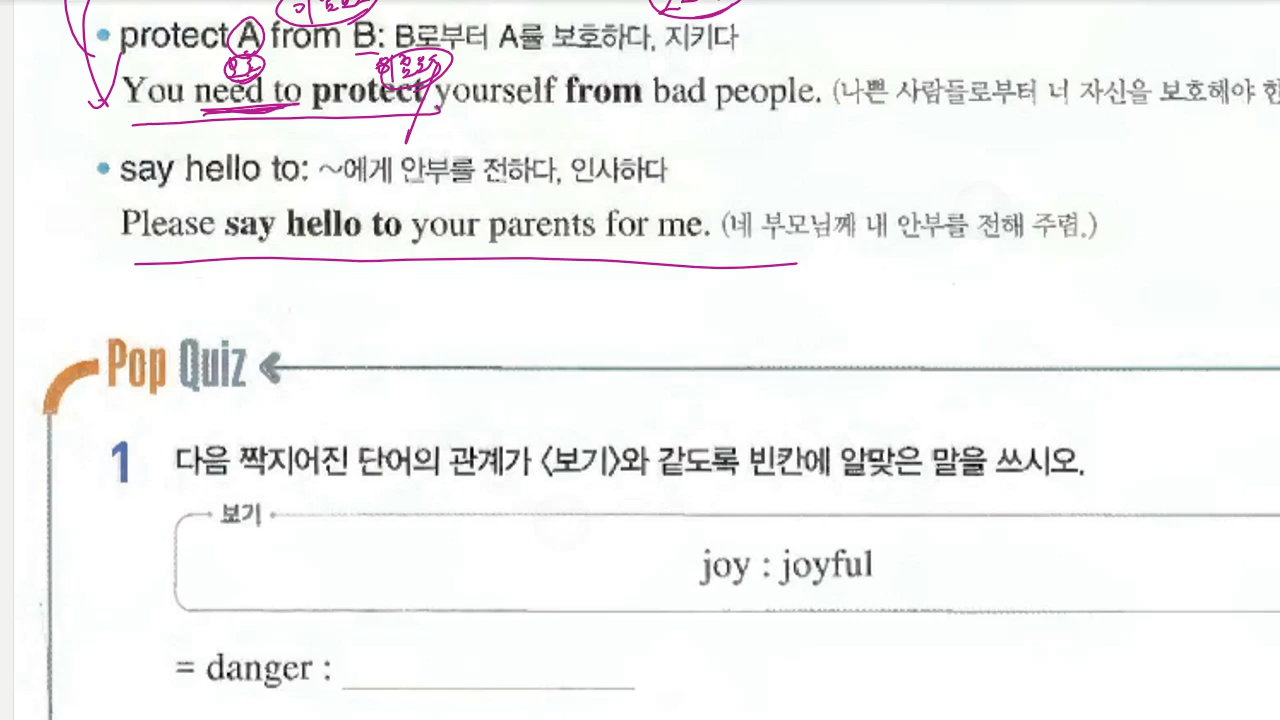 • protect A from B: B로부터 A를 보호하다, 지키다
You need to protect yourself from bad people. (나쁜 사람들로부터 너 자신을 보호해야
• say hello to: ~에게 안부를 전하다, 인사하다
Please say hello to your parents for me. (네 부모님께 내 안부를 전해 주렴.)
Pop Quiz
1 다음 짝지어진 단어의 관계가 <보기>와 같도록 빈칸에 알맞은 말을 쓰시오.
보기
joy : joyful
= danger :